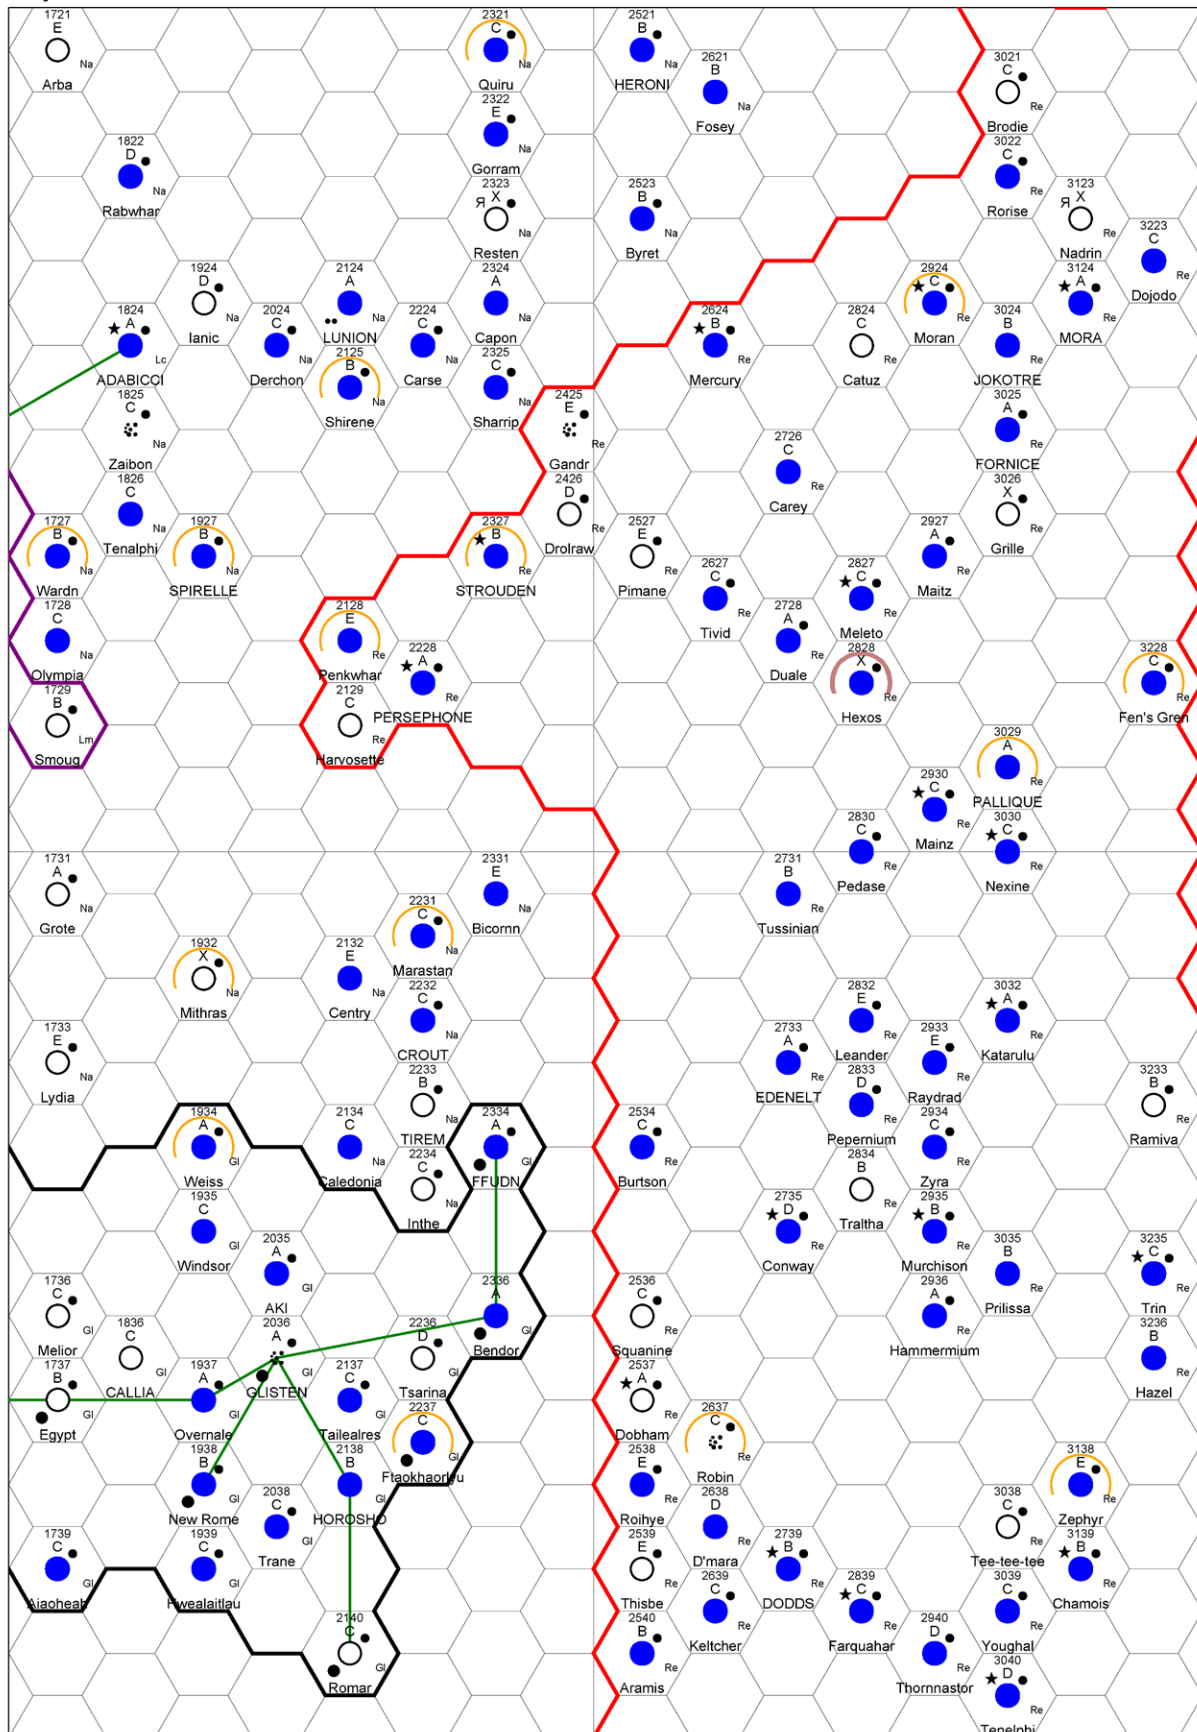 1721
E
Na
Arba
2321
C
Na
Quiru
2521
B
Na
HERONI
2621
B
Na
Fosey
3021
C
Re
Brodie
2322
E
Na
Gorram
1822
D
Na
Rabwhar
3022
C
Re
Rorise
2323
Я X
Na
Resten
2523
B
Na
Byret
3123
Я X
Re
Nadrin
3223
C
Re
Dojodo
1924
D
Na
Ianic
2124
A
Na
LUNION
2324
A
Na
Capon
2924
C
Re
Moran
3124
A
Re
MORA
1824
A
Lc
ADABICCI
2024
C
Na
Derchon
2224
C
Na
Carse
2624
B
Re
Mercury
2824
C
Re
Catuz
3024
B
Re
JOKOTRE
2125
B
Na
Shirene
2325
C
Na
Sharrip
1825
C
Na
Zaibon
2425
E
Re
Gandr
3025
A
Re
FORNICE
2726
C
Re
Carey
1826
C
Na
Tenalphi
2426
D
Re
Drolraw
3026
X
Re
Grille
1727
B
Na
Wardn
1927
B
Na
SPIRELLE
2327
B
Re
STROUDEN
2527
E
Re
Pimane
2927
A
Re
Maitz
2627
C
Re
Tivid
2827
C
Re
Meleto
1728
C
Na
Olympia
2128
E
Re
Penkwhar
2728
A
Re
Duale
2228
A
Re
PERSEPHONE
2828
X
Re
Hexos
3228
C
Re
Fen's Gren
1729
B
Lm
Smoug
2129
C
Re
Harvosette
3029
A
Re
PALLIQUE
2930
C
Re
Mainz
2830
C
Re
Pedase
3030
C
Re
Nexine
1731
A
Na
Grote
2331
E
Na
Bicornn
2731
B
Re
Tussinian
2231
C
Na
Marastan
1932
X
Na
Mithras
2132
E
Na
Centry
2232
C
Na
CROUT
2832
E
Re
Leander
3032
A
Re
Katarulu
1733
E
Na
Lydia
2733
A
Re
EDENELT
2933
E
Re
Raydrad
2233
B
Na
TIREM
2833
D
Re
Pepernium
3233
B
Re
Ramiva
1934
A
Gl
Weiss
2134
C
Na
Caledonia
2334
A
Gl
FFUDN
2534
C
Re
Burtson
2934
C
Re
Zyra
2234
C
Na
Inthe
2834
B
Re
Traltha
1935
C
Gl
Windsor
2735
D
Re
Conway
2935
B
Re
Murchison
2035
A
Gl
AKI
3035
B
Re
Prilissa
3235
C
Re
Trin
1736
C
Gl
Melior
2336
A
Gl
Bendor
2536
C
Re
Squanine
2936
A
Re
Hammermium
1836
C
Gl
CALLIA
2036
A
Gl
GLISTEN
2236
D
Gl
Tsarina
3236
B
Re
Hazel
1737
B
Gl
Egypt
1937
A
Gl
Overnale
2137
C
Gl
Tailealres
2537
A
Re
Dobham
2237
C
Gl
Ftaokhaorlyu
2637
C
Re
Robin
1938
B
Gl
New Rome
2138
B
Gl
HOROSHO
2538
E
Re
Roihye
3138
E
Re
Zephyr
2038
C
Gl
Trane
2638
D
Re
D'mara
3038
C
Re
Tee-tee-tee
1739
C
Gl
Aiaoheah
1939
C
Gl
Hwealaitlau
2539
E
Re
Thisbe
2739
B
Re
DODDS
3139
B
Re
Chamois
2639
C
Re
Keltcher
2839
C
Re
Farquahar
3039
C
Re
Youghal
2140
C
Gl
Romar
2540
B
Re
Aramis
2940
D
Re
Thornnastor
3040
D
Re
Tenelphi